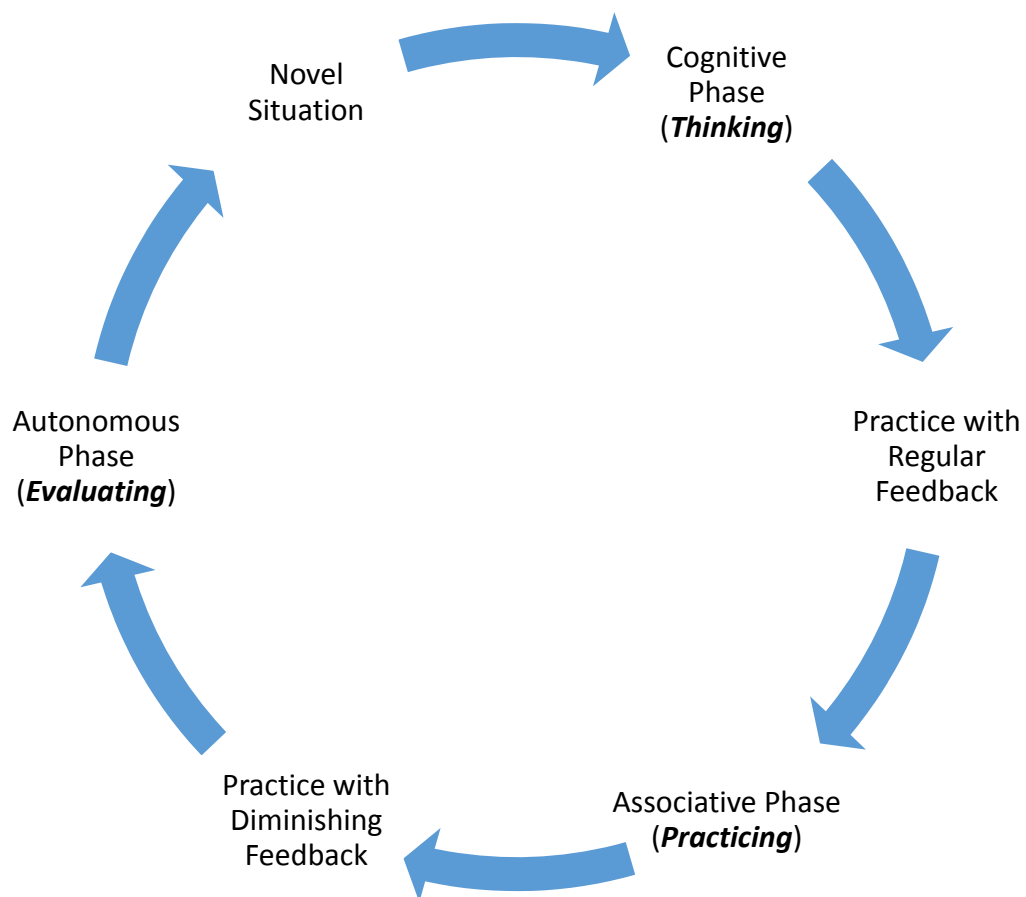 Novel
Situation
Cognitive
Phase
(Thinking)
Practice with
Regular
Feedback
Associative Phase
(Practicing)
Practice with
Diminishing
Feedback
Autonomous
Phase
(Evaluating)